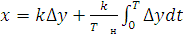 x = kΔy + k/Tн ∫₀ᵀ Δydt